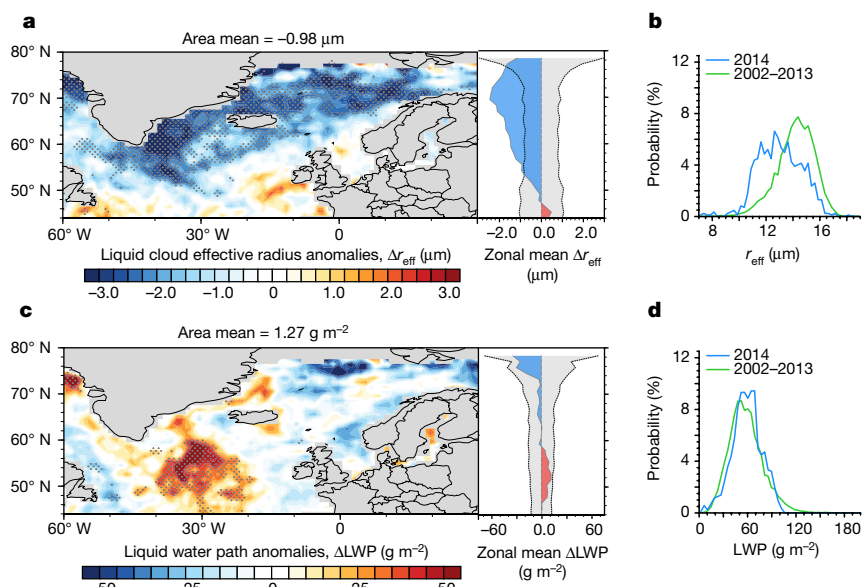 a
Area mean = –0.98 µm
80° N
70° N
60° N
50° N
60° W
30° W
0
–2.0
0.0
2.0
Liquid cloud effective radius anomalies, Δreff (µm)
Zonal mean Δreff
(µm)
–3.0
–2.0
–1.0
0
1.0
2.0
3.0
b
12
8
4
0
Probability (%)
2014
2002–2013
8
12
16
reff (µm)
c
Area mean = 1.27 g m–2
80° N
70° N
60° N
50° N
60° W
30° W
0
–60
0.0
60
Liquid water path anomalies, ΔLWP (g m–2)
Zonal mean ΔLWP
(g m–2)
d
12
8
4
0
Probability (%)
2014
2002–2013
0
60
120
180
LWP (g m–2)